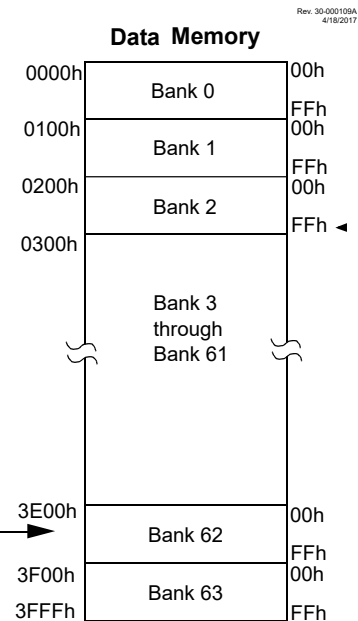 Rev. 30-000109A
4/18/2017
Data Memory
0000h
00h
Bank 0
FFh
0100h
00h
Bank 1
FFh
0200h
00h
Bank 2
FFh
0300h
Bank 3
through
Bank 61
3E00h
00h
Bank 62
FFh
3F00h
00h
Bank 63
3FFFh
FFh